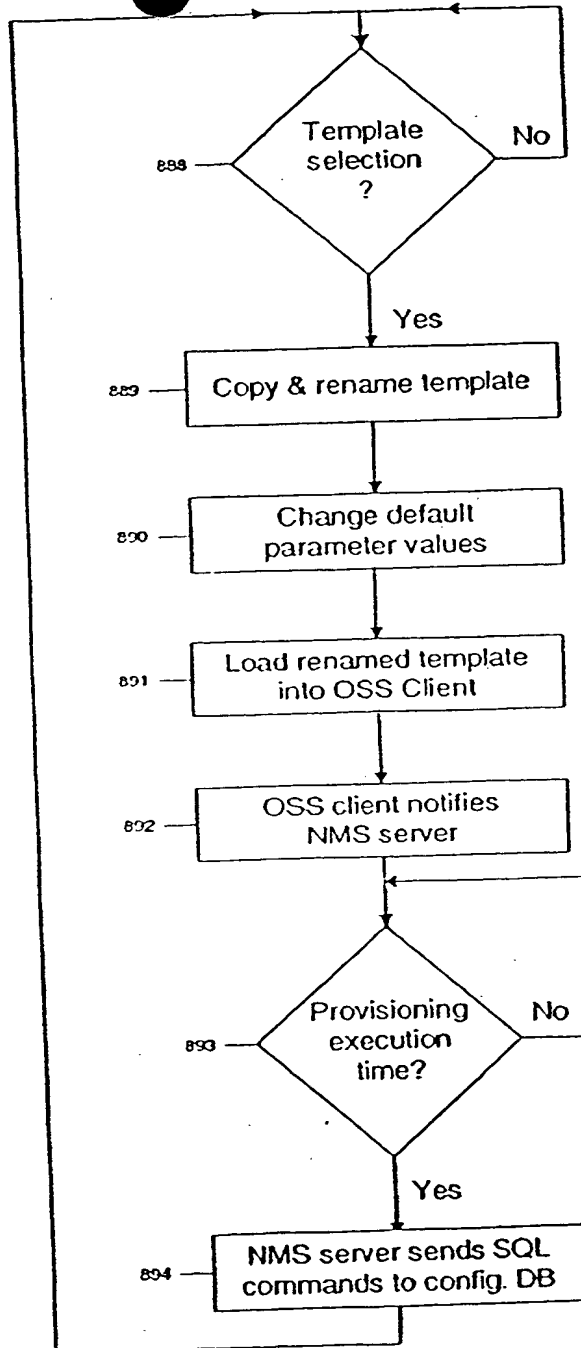 Template
selection
?
No
888
Yes
889
Copy & rename template
890
Change default
parameter values
891
Load renamed template
into OSS Client
892
OSS client notifies
NMS server
893
Provisioning
execution
time?
No
Yes
894
NMS server sends SQL
commands to config. DB